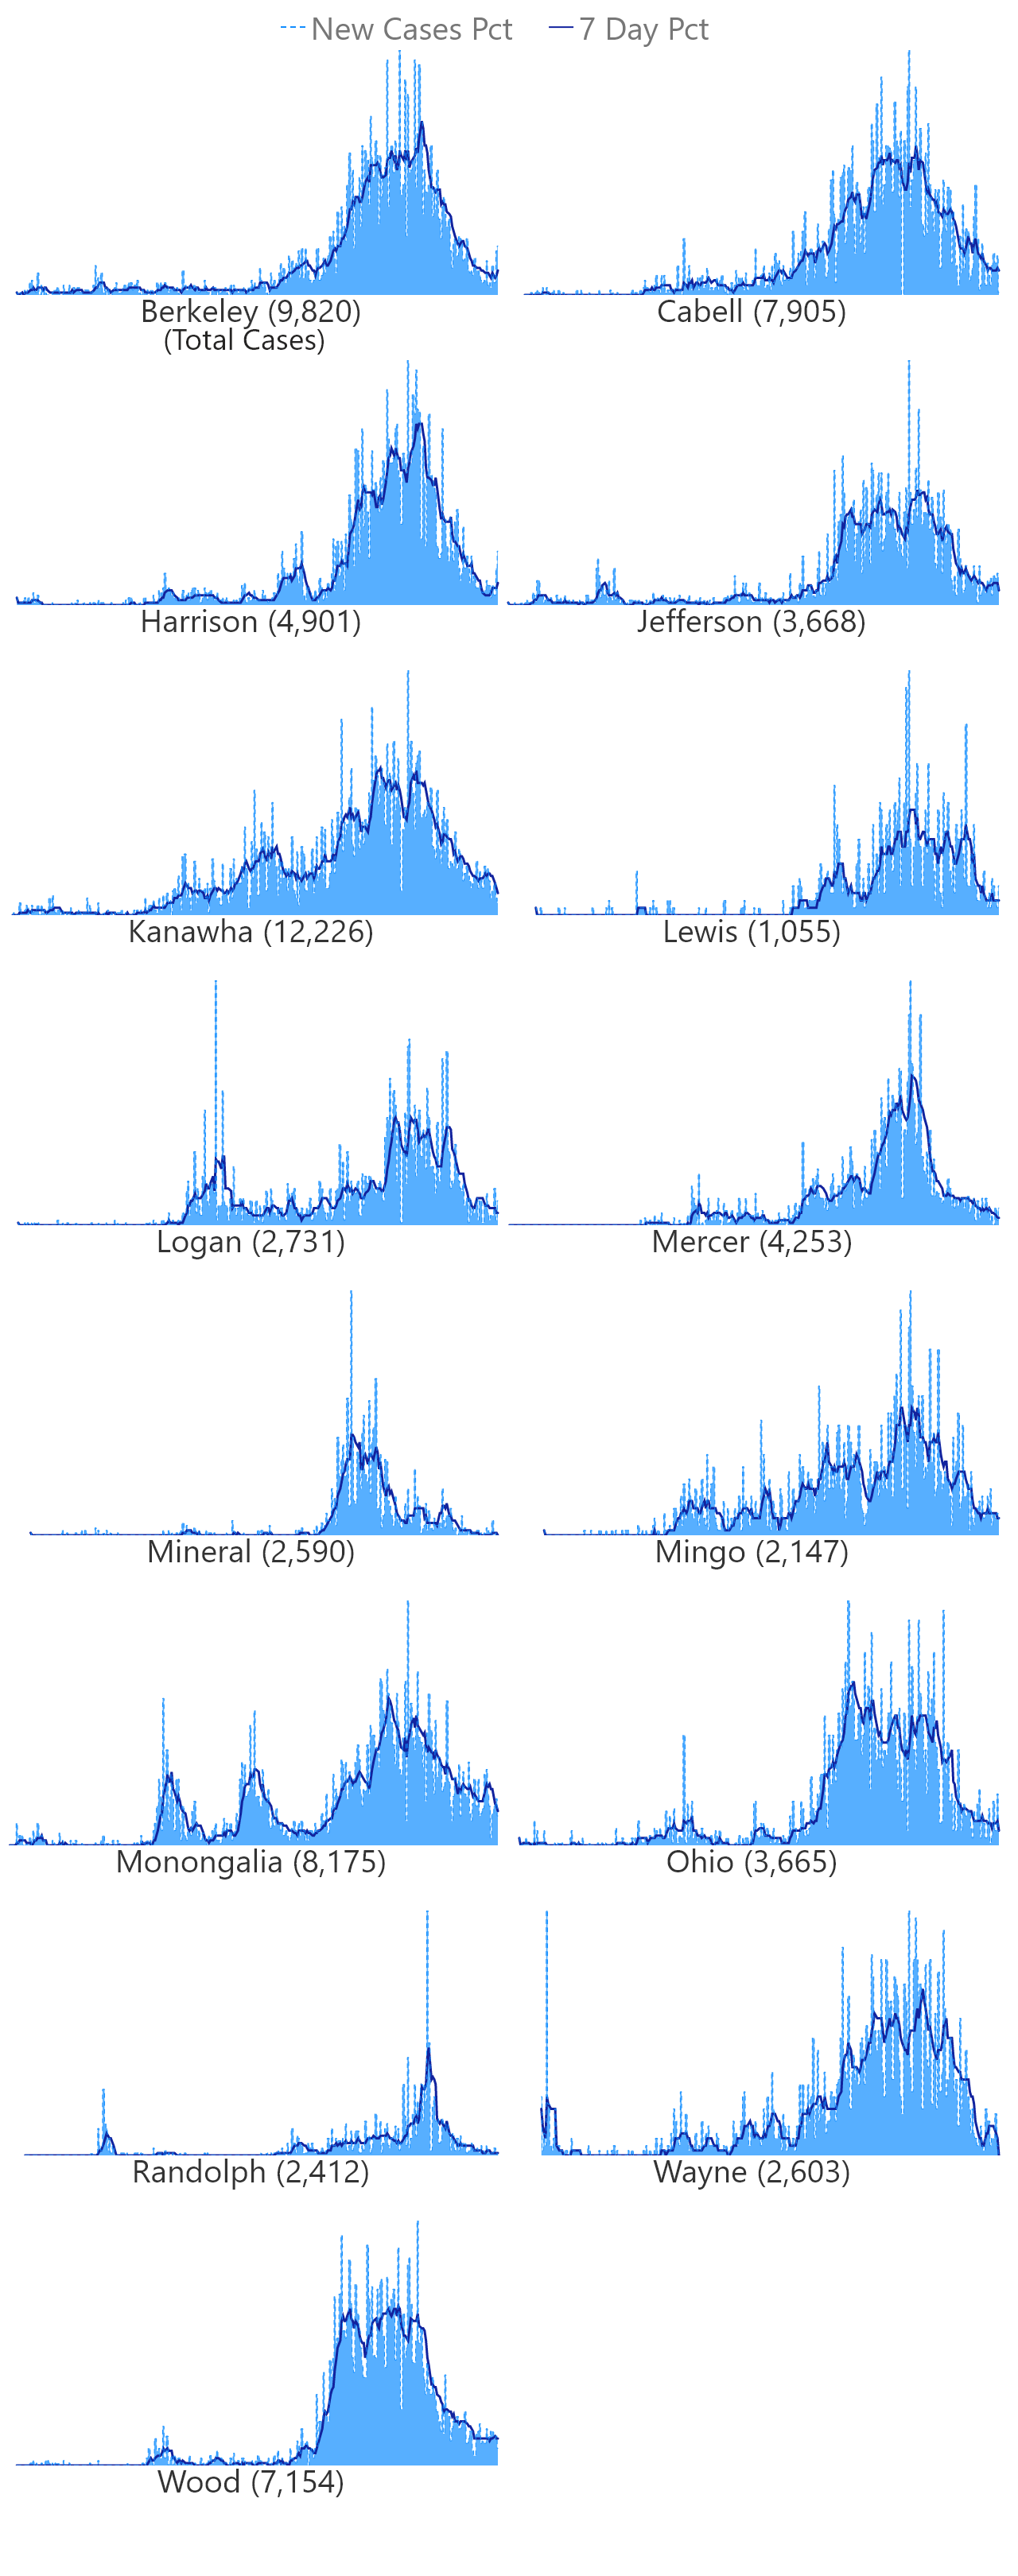 New Cases Pct 7 Day Pct
Berkeley (9,820) Cabell (7,905)
(Total Cases)
Harrison (4,901) Jefferson (3,668)
Kanawha (12,226) Lewis (1,055)
Logan (2,731) Mercer (4,253)
Mineral (2,590) Mingo (2,147)
Monongalia (8,175) Ohio (3,665)
Randolph (2,412) Wayne (2,603)
Wood (7,154)